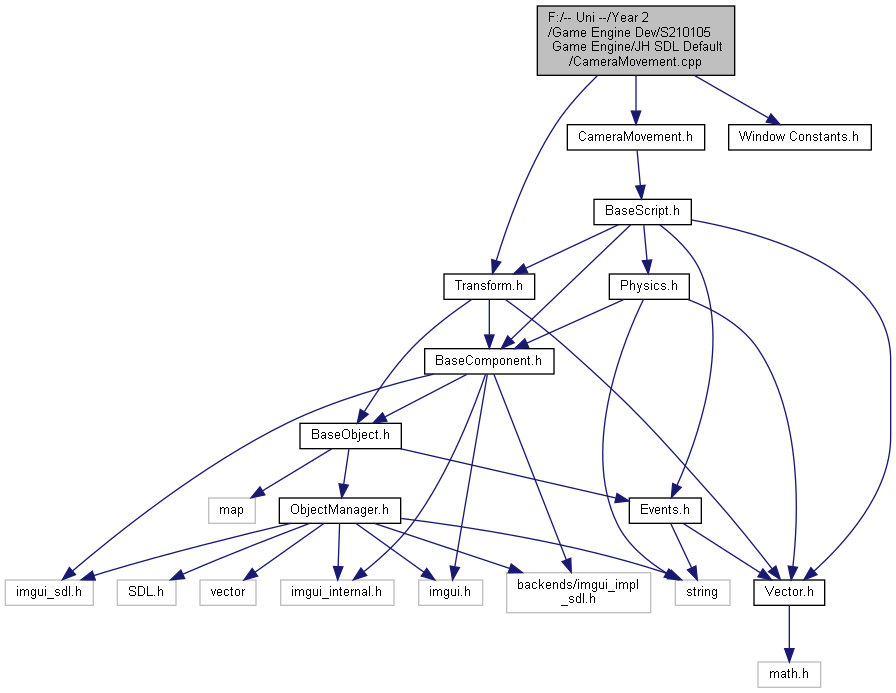 F:/-- Uni --/Year 2
/Game Engine Dev/S210105
Game Engine/JH SDL Default
/CameraMovement.cpp
CameraMovement.h
Window Constants.h
BaseScript.h
Transform.h
Physics.h
BaseComponent.h
BaseObject.h
map
ObjectManager.h
Events.h
imgui_sdl.h
SDL.h
vector
imgui_internal.h
imgui.h
backends/imgui_impl
_sdl.h
string
Vector.h
math.h